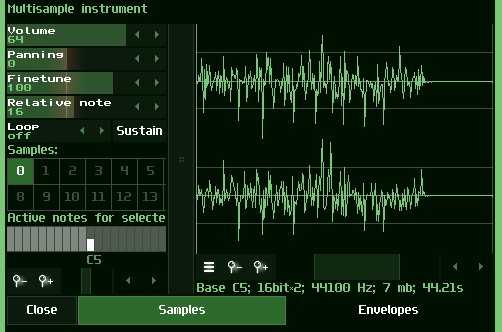 Multisample instrument
Volume
64
Panning
0
Finetune
100
Relative note
16
Loop
off
Sustain
Samples:
0 1 2 3 4 5
8 9 10 11 12 13
Active notes for selecte
C5
Base C5; 16bit×2; 44100 Hz; 7 mb; 44.21s
Close
Samples
Envelopes